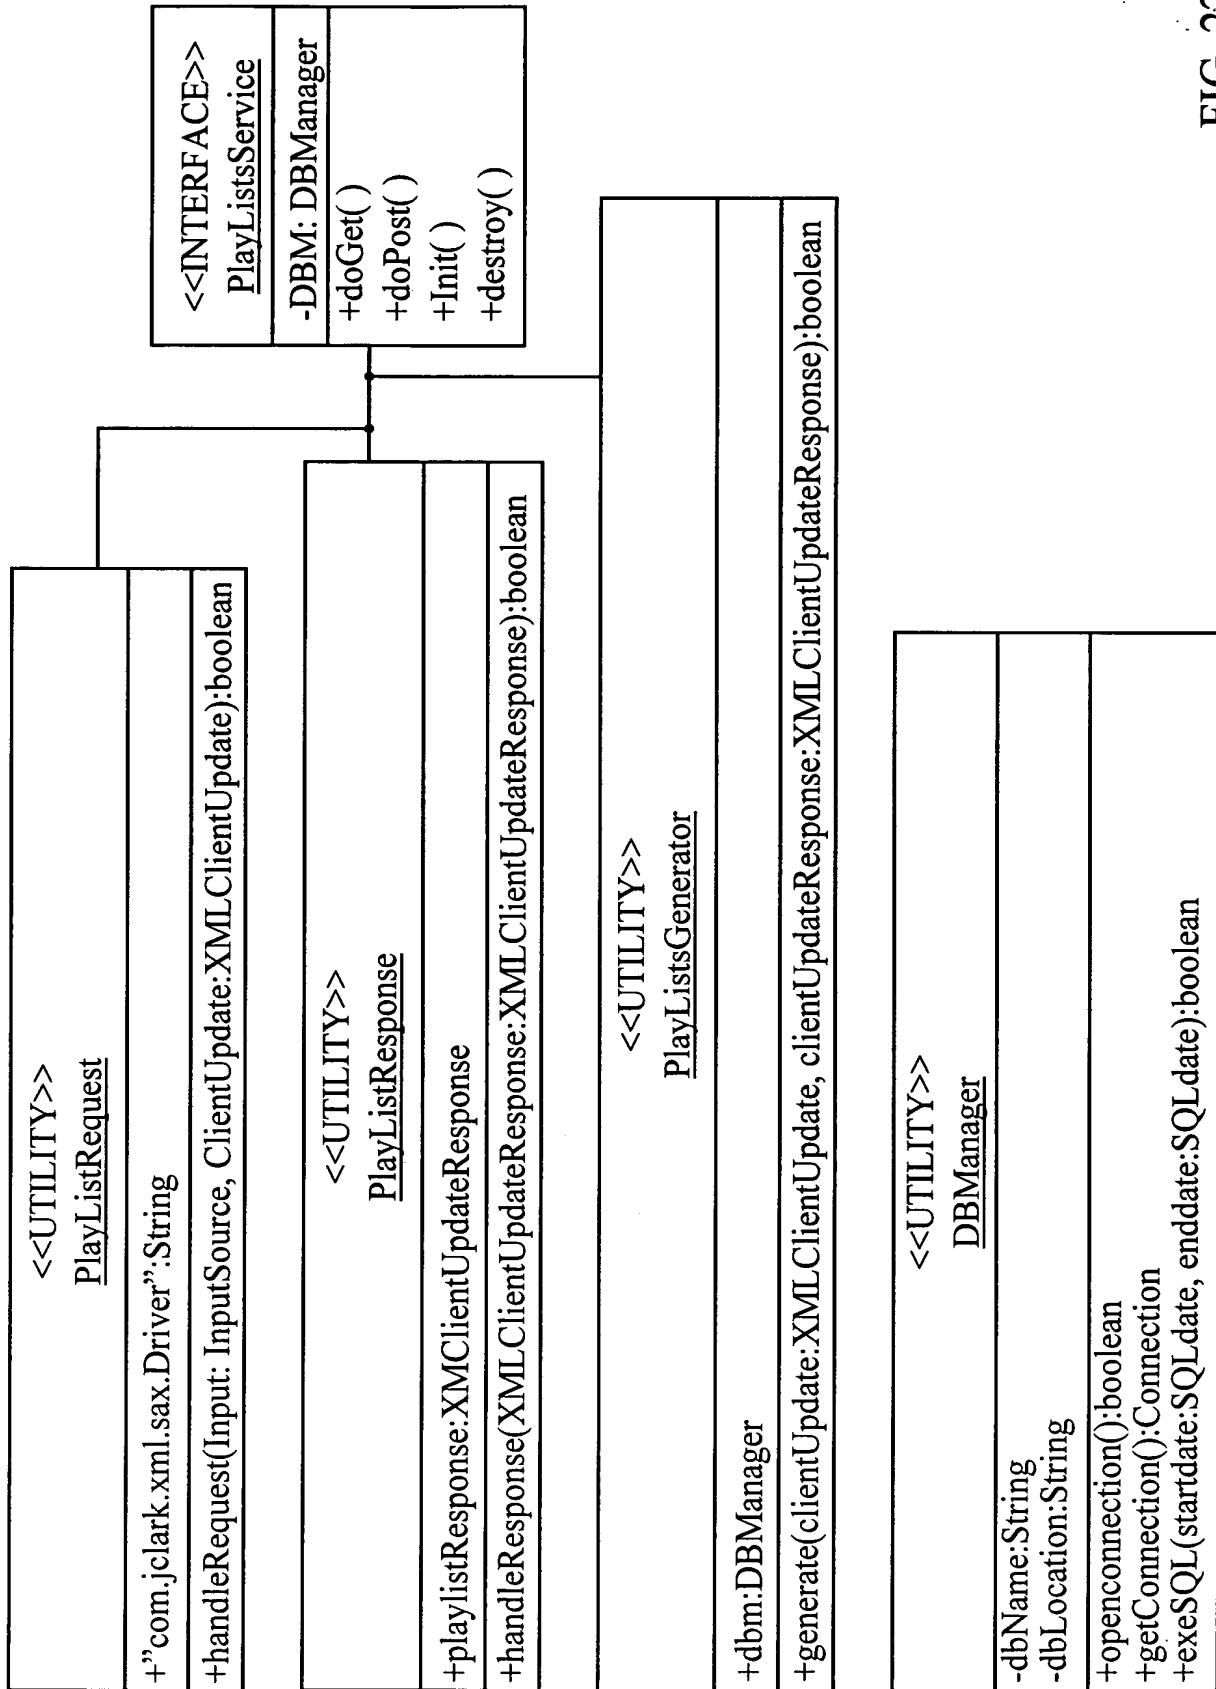 <<UTILITY>>
PlayListRequest
+”com.jclark.xml.sax.Driver”:String
+handleRequest(Input: InputSource, ClientUpdate:XMLClientUpdate):boolean
<<INTERFACE>>
PlayListsService
-DBM: DBManager
+doGet( )
+doPost( )
+Init( )
+destroy( )
<<UTILITY>>
PlayListResponse
+playlistResponse:XMClientUpdateResponse
+handleResponse(XMLClientUpdateResponse:XMLClientUpdateResponse):boolean
<<UTILITY>>
PlayListsGenerator
+dbm:DBManager
+generate(clientUpdate:XMLClientUpdate, clientUpdateResponse:XMLClientUpdateResponse):boolean
<<UTILITY>>
DBManager
-dbName:String
-dbLocation:String
+openconnection():boolean
+getConnection():Connection
+exeSQL(startdate:SQLdate, enddate:SQLdate):boolean
FIG.